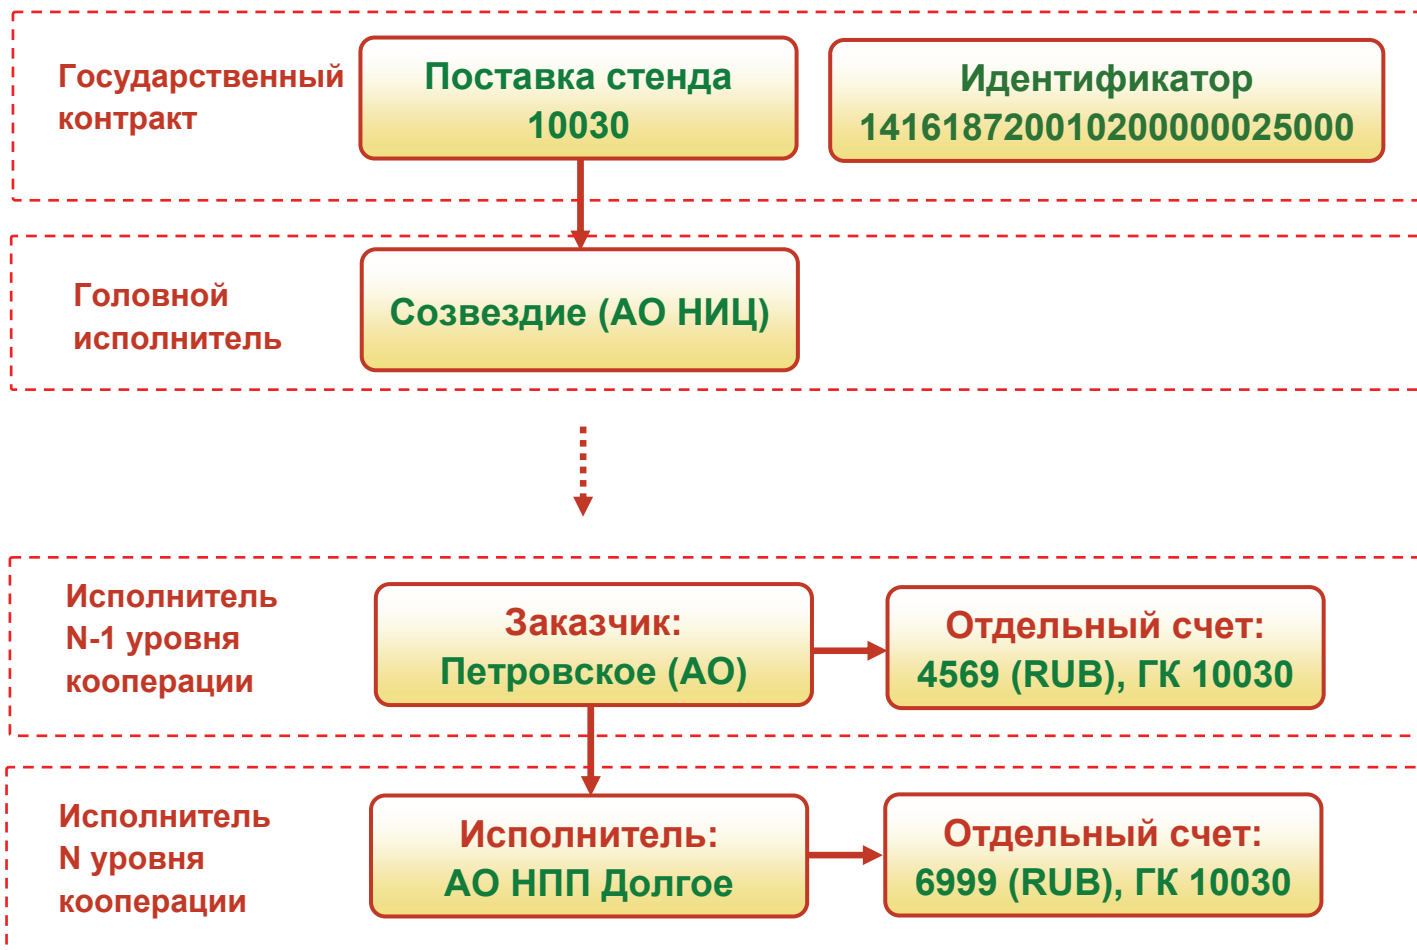 Государственный
контракт
Поставка стенда
10030
Идентификатор
1416187200102000000025000
Головной
исполнитель
Созвездие (АО НИЦ)
Исполнитель
N-1 уровня
кооперации
Заказчик:
Петровское (АО)
Отдельный счет:
4569 (RUB), ГК 10030
Исполнитель
N уровня
кооперации
Исполнитель:
АО НПП Долгое
Отдельный счет:
6999 (RUB), ГК 10030